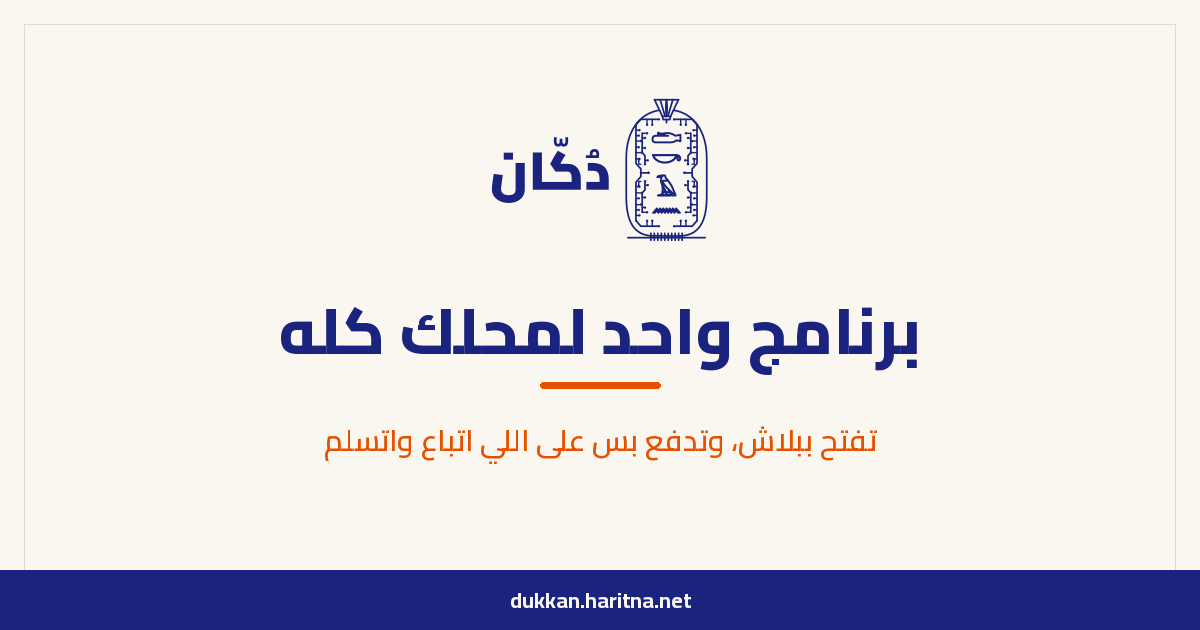 دُكّان
برنامج واحد لمحلك كله
تفتح ببلاش، وتدفع بس على اللي اتباع واتسلم
dukkan.haritna.net